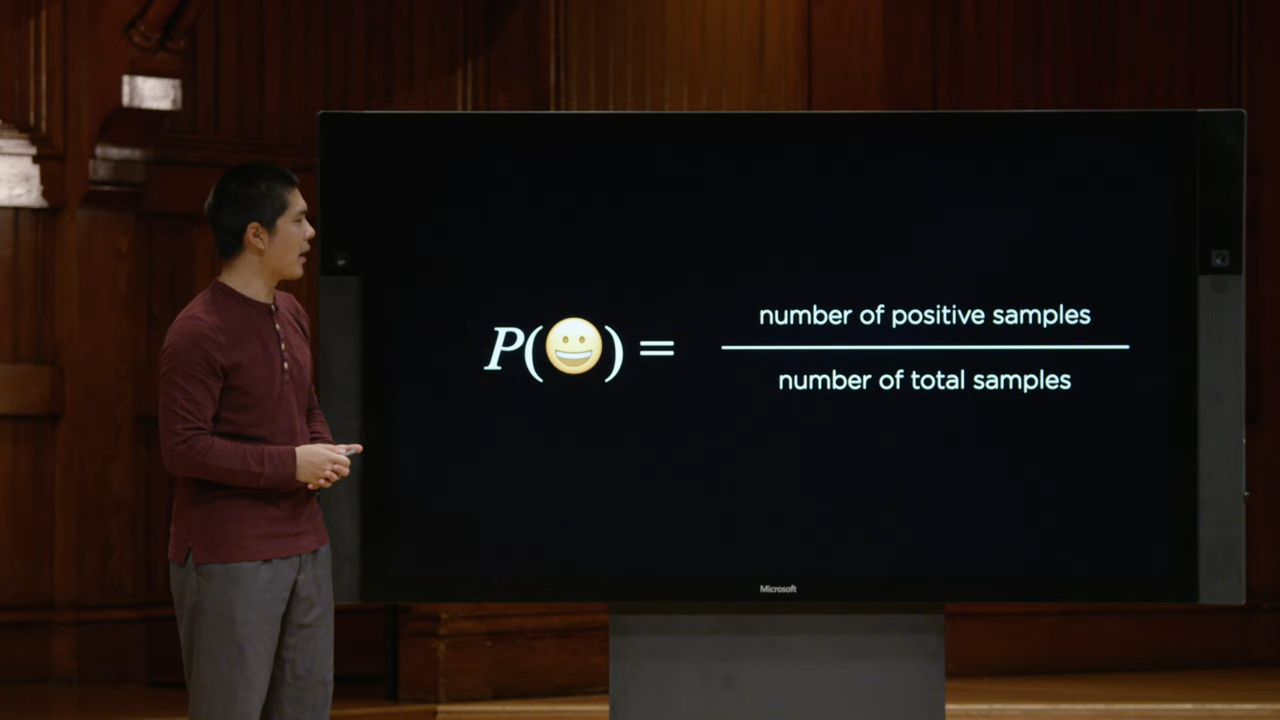 P(😀) =
number of positive samples
number of total samples
Microsoft